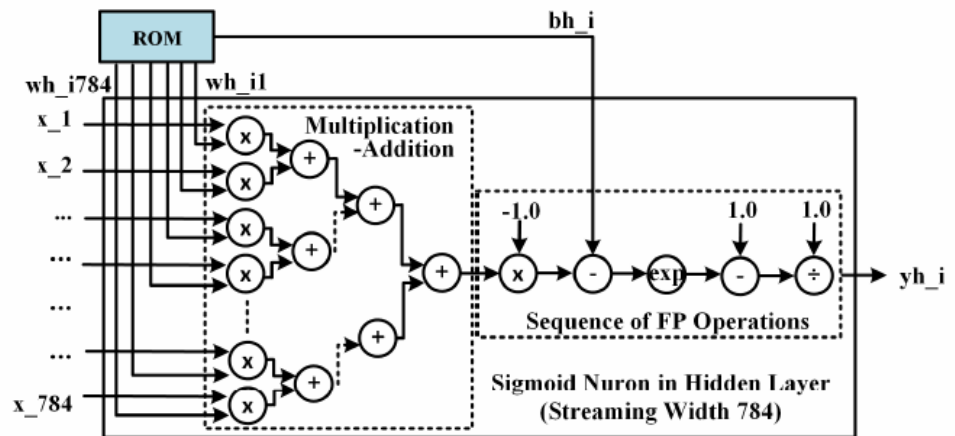 ROM
bh_i
wh_i784
wh_i1
x_1
x_2
...
...
...
...
x_784
Multiplication
-Addition
x
x
x
x
x
x
+
+
+
+
+
+
-1.0
1.0
1.0
x
-
exp
-
÷
yh_i
Sequence of FP Operations
Sigmoid Nuron in Hidden Layer
(Streaming Width 784)